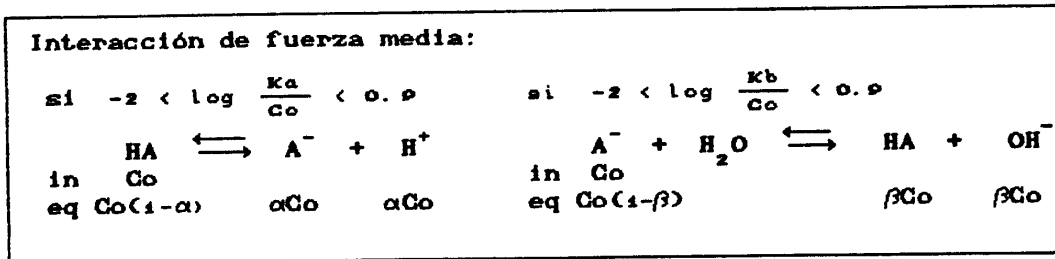 Interacción de fuerza media:
si -2 < log Ka/Co < 0.9 si -2 < log Kb/Co < 0.9
HA ⇌ A⁻ + H⁺ A⁻ + H₂O ⇌ HA + OH⁻
in Co in Co
eq Co(1-α) αCo αCo eq Co(1-β) βCo βCo